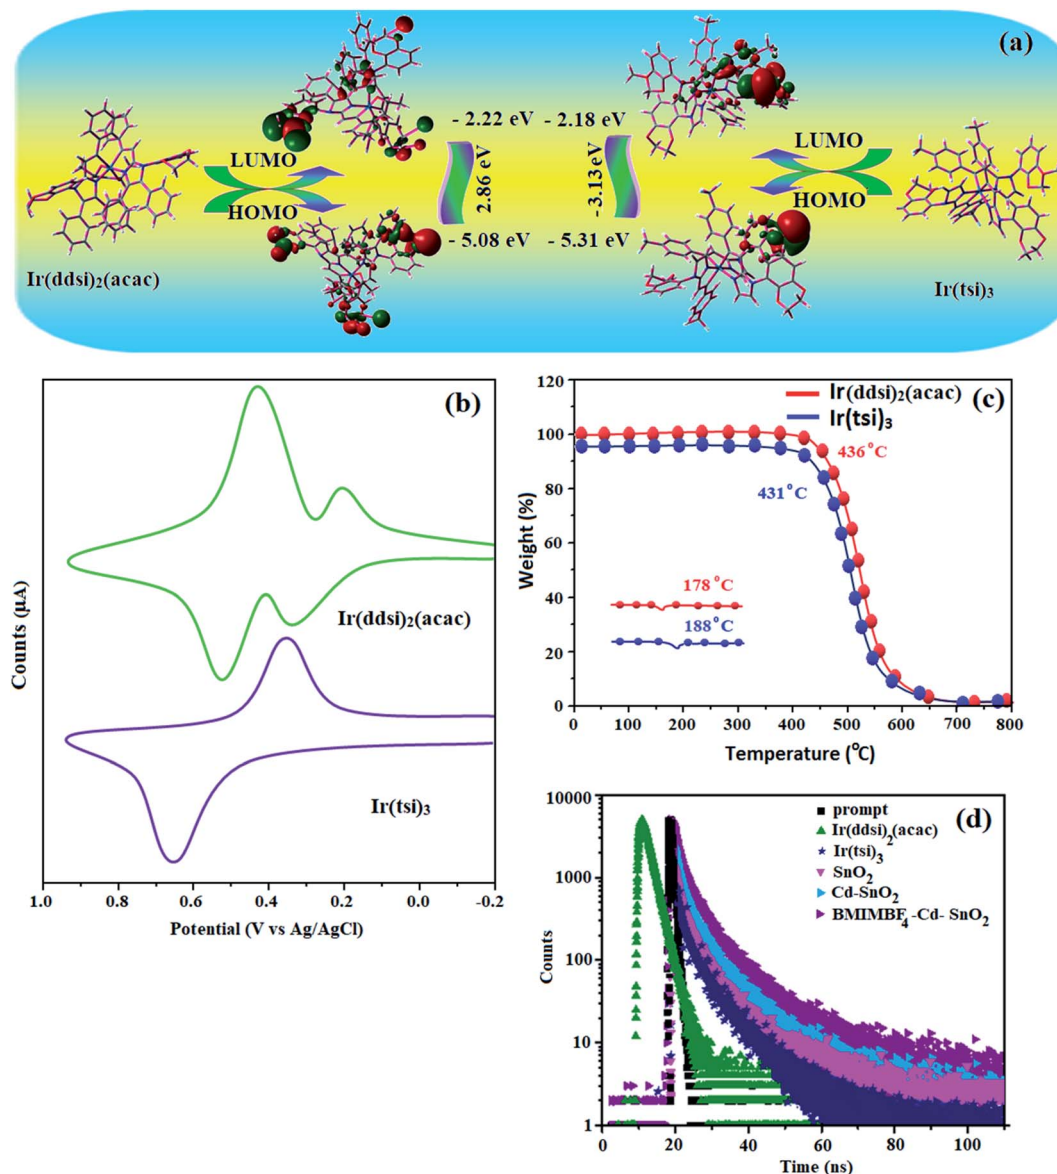 (a)
- 2.22 eV - 2.18 eV
LUMO
LUMO
2.86 eV
-3.13eV
HOMO
HOMO
- 5.08 eV - 5.31 eV
Ir(ddsi)₂(acac)
Ir(tsi)₃
(b)
Counts (µA)
Ir(ddsi)₂(acac)
Ir(tsi)₃
1.0 0.8 0.6 0.4 0.2 0.0 -0.2
Potential (V vs Ag/AgCl)
(c)
Ir(ddsi)₂(acac)
Ir(tsi)₃
436°C
431°C
178°C
188°C
Weight (%)
120
100
80
60
40
20
0
0 100 200 300 400 500 600 700 800
Temperature (°C)
(d)
prompt
Ir(ddsi)₂(acac)
Ir(tsi)₃
SnO₂
Cd-SnO₂
BMIMBF₄-Cd- SnO₂
Counts
10000
1000
100
10
1
0 20 40 60 80 100
Time (ns)